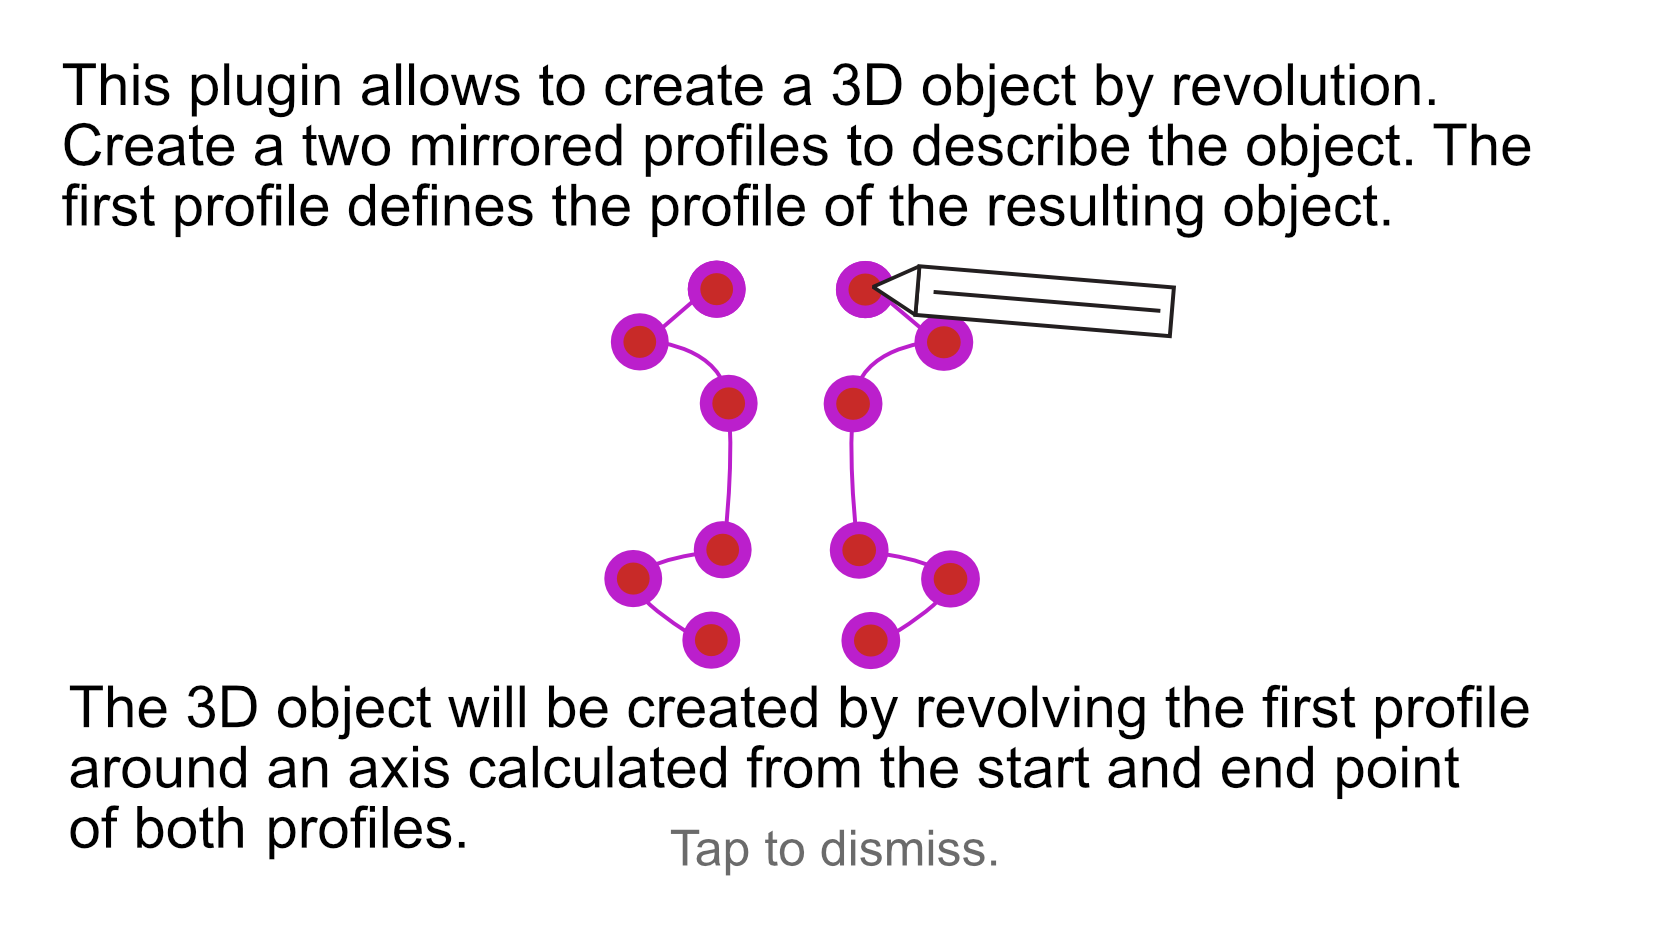 This plugin allows to create a 3D object by revolution.
Create a two mirrored profiles to describe the object. The
first profile defines the profile of the resulting object.
The 3D object will be created by revolving the first profile
around an axis calculated from the start and end point
of both profiles.
Tap to dismiss.